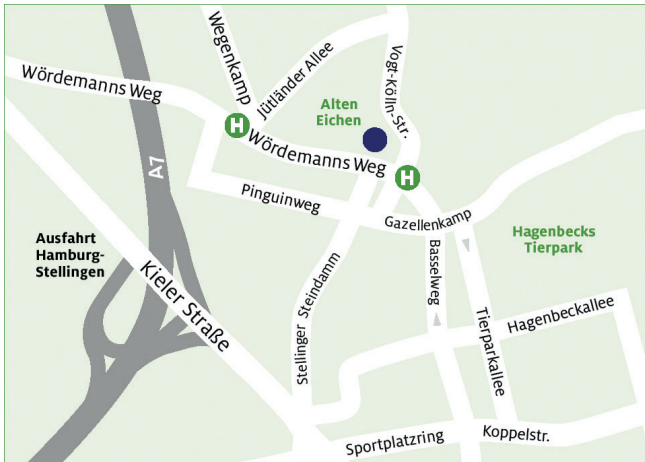 Wegenkamp
Jütländer Allee
Vogt-Kölln-Str.
Wördemanns Weg
Alten
Eichen
H
Wördemanns Weg
H
A7
Pinguinweg
Gazellenkamp
Hagenbecks
Tierpark
Ausfahrt
Hamburg-
Stellingen
Kieler Straße
Stellinger Steindamm
Basselweg
Tierparkallee
Hagenbeckallee
Sportplatzring
Koppelstr.